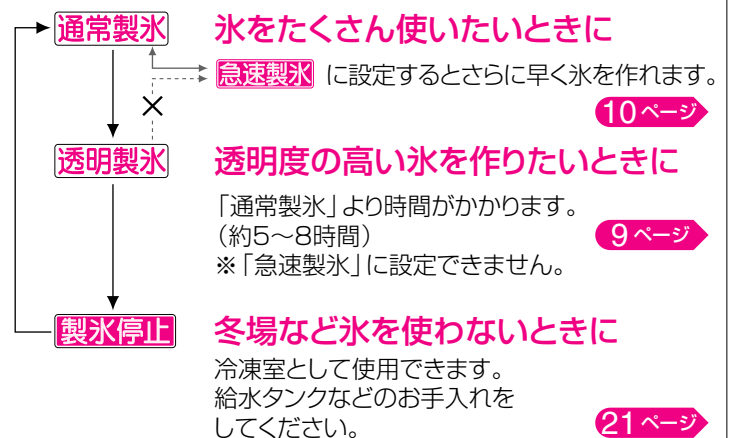 通常製氷 氷をたくさん使いたいときに
急速製氷 に設定するとさらに早く氷を作れます。
10ページ
×
透明製氷 透明度の高い氷を作りたいときに
「通常製氷」より時間がかかります。
（約5〜8時間）
9ページ
※「急速製氷」に設定できません。
製氷停止 冬場など氷を使わないときに
冷凍室として使用できます。
給水タンクなどのお手入れを
してください。
21ページ